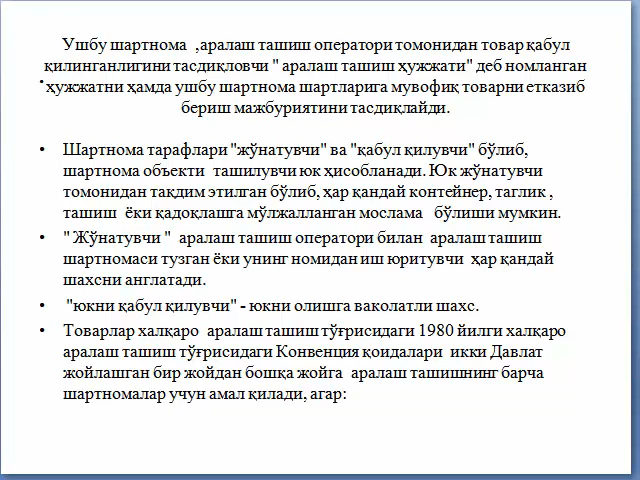 Ушбу шартнома ,аралаш ташиш оператори томонидан товар қабул
қилинганлигини тасдиқловчи " аралаш ташиш ҳужжати" деб номланган
ҳужжатни ҳамда ушбу шартнома шартларига мувофиқ товарни етказиб
бериш мажбуриятини тасдиқлайди.
• Шартнома тарафлари "жўнатувчи" ва "қабул қилувчи" бўлиб,
шартнома объекти ташилувчи юк ҳисобланади. Юк жўнатувчи
томонидан тақдим этилган бўлиб, ҳар қандай контейнер, таглик ,
ташиш ёки қадоқлашга мўлжалланган мослама бўлиши мумкин.
• " Жўнатувчи " аралаш ташиш оператори билан аралаш ташиш
шартномаси тузган ёки унинг номидан иш юритувчи ҳар қандай
шахсни англатади.
• "юкни қабул қилувчи" - юкни олишга ваколатли шахс.
• Товарлар халқаро аралаш ташиш тўғрисидаги 1980 йилги халқаро
аралаш ташиш тўғрисидаги Конвенция қоидалари икки Давлат
жойлашган бир жойдан бошқа жойга аралаш ташишнинг барча
шартномалар учун амал қилади, агар: